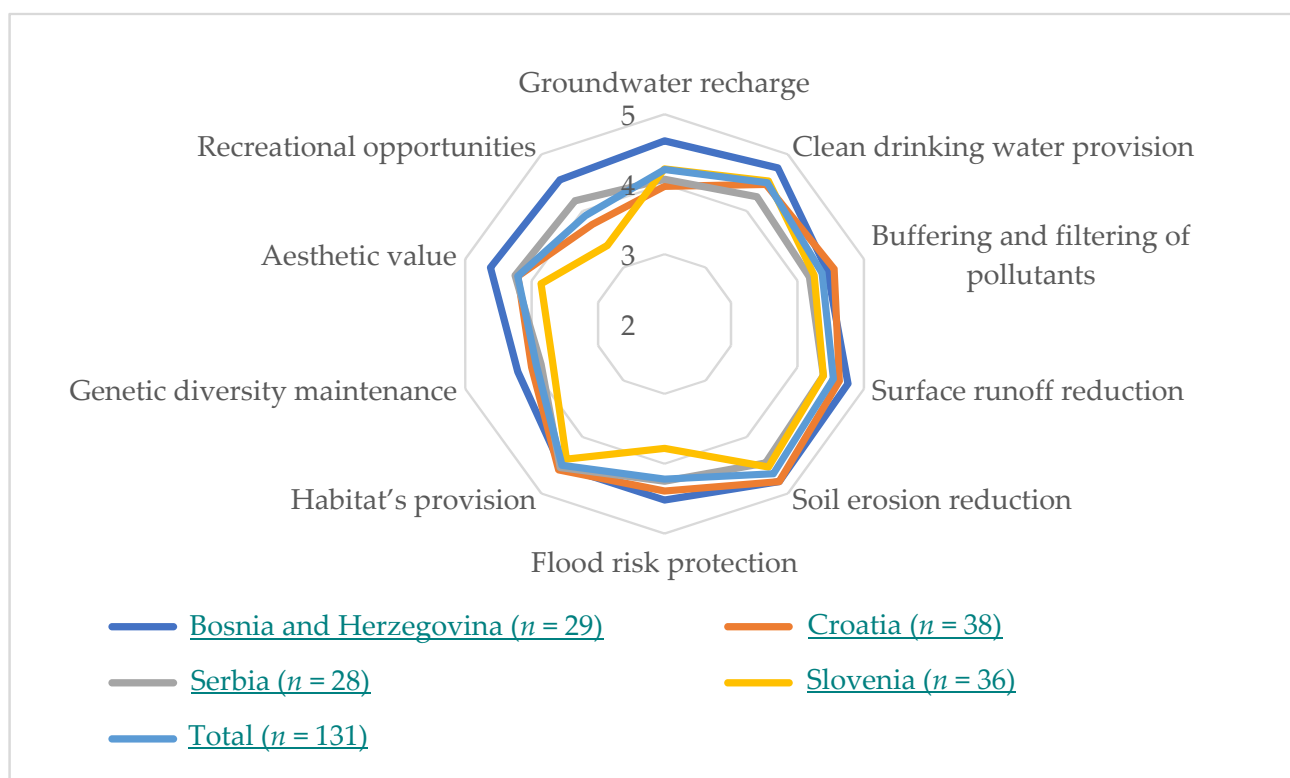 Groundwater recharge
5
Recreational opportunities
Clean drinking water provision
4
Aesthetic value
3
Buffering and filtering of
pollutants
2
Genetic diversity maintenance
Surface runoff reduction
Habitat’s provision
Soil erosion reduction
Flood risk protection
Bosnia and Herzegovina (n = 29)
Croatia (n = 38)
Serbia (n = 28)
Slovenia (n = 36)
Total (n = 131)